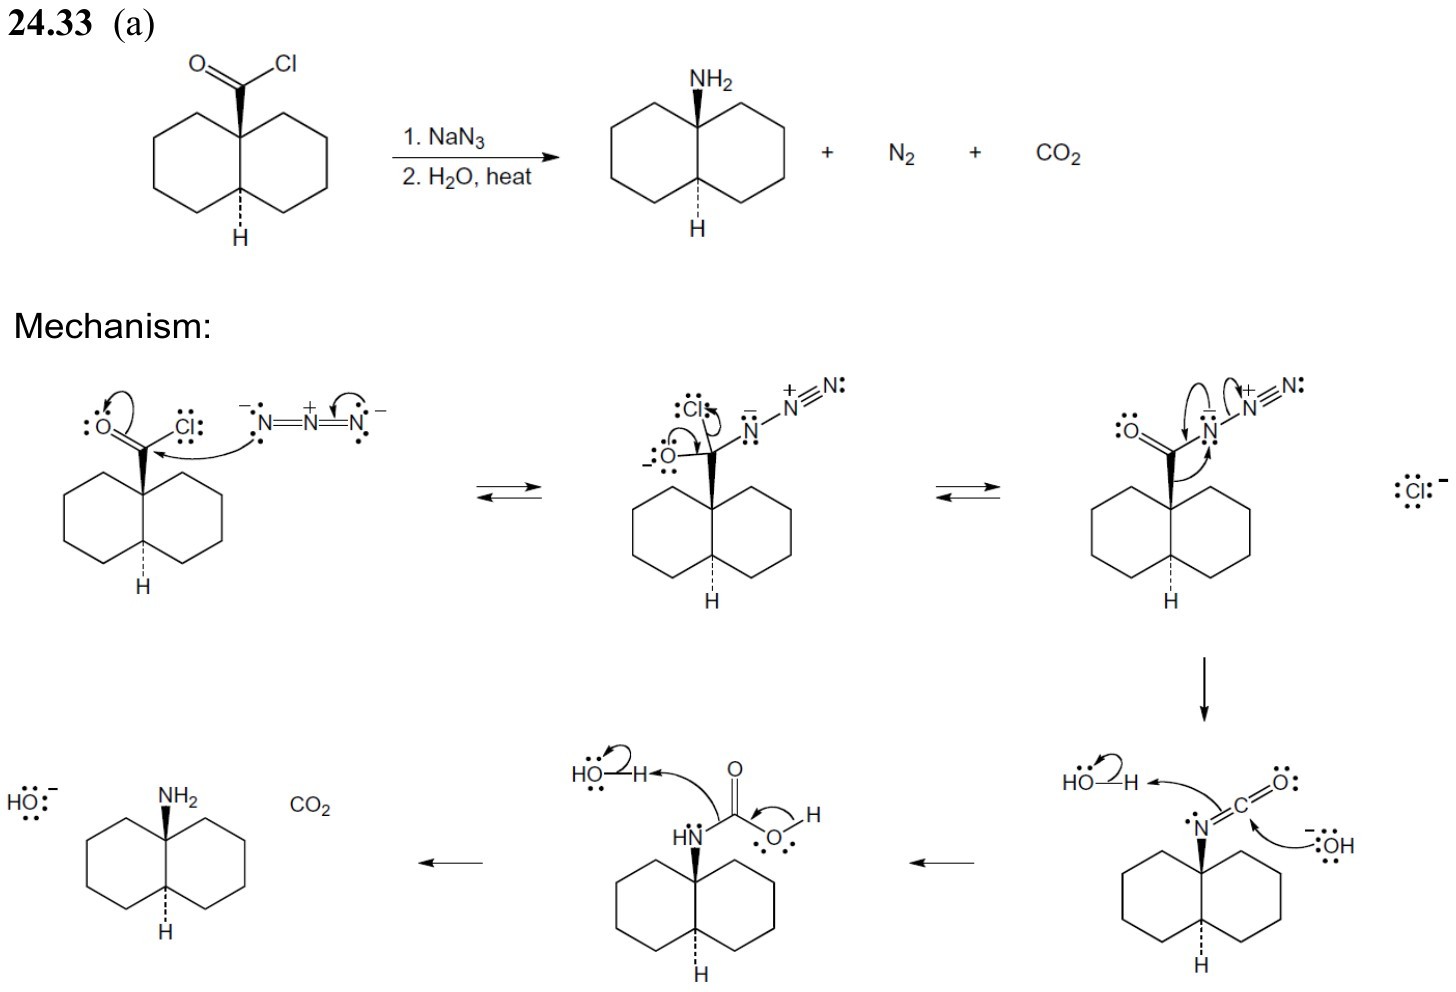 24.33 (a)
O Cl
H
1. NaN3
2. H2O, heat
NH2
H
+ N2 + CO2
Mechanism:
:O: Cl: −:N=N+=N:−
H
:Cl: N− N+≡N:
−:O:
H
:O N− N+≡N:
H
:Cl:−
HO−H
N=C=O:
−:OH
H
HO−H
O
HN O H
H
HO:−
NH2
CO2
H